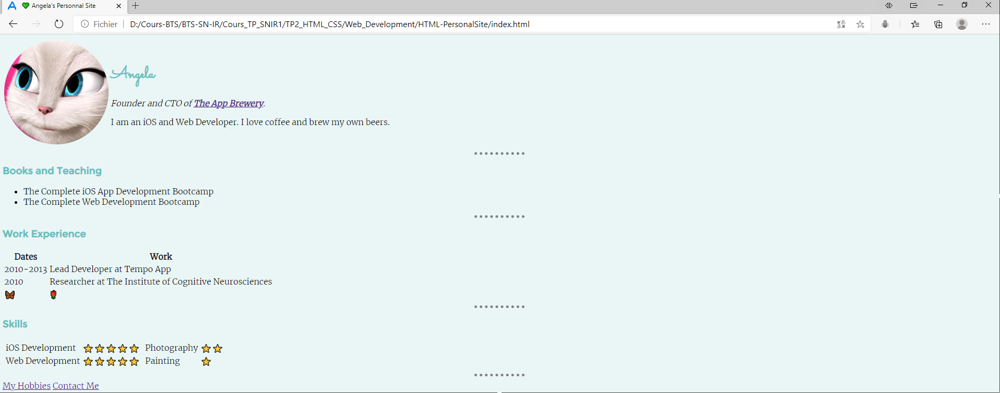 Angela's Personnal Site
Fichier D:/Cours-BTS/BTS-SN-IR/Cours_TP_SNIR1/TP2_HTML_CSS/Web_Development/HTML-PersonalSite/index.html
Angela
Founder and CTO of The App Brewery.
I am an iOS and Web Developer. I love coffee and brew my own beers.
Books and Teaching
• The Complete iOS App Development Bootcamp
• The Complete Web Development Bootcamp
Work Experience
Dates Work
2010-2013 Lead Developer at Tempo App
2010 Researcher at The Institute of Cognitive Neurosciences
Skills
iOS Development ⭐⭐⭐⭐⭐ Photography ⭐⭐
Web Development ⭐⭐⭐⭐⭐ Painting ⭐
My Hobbies Contact Me